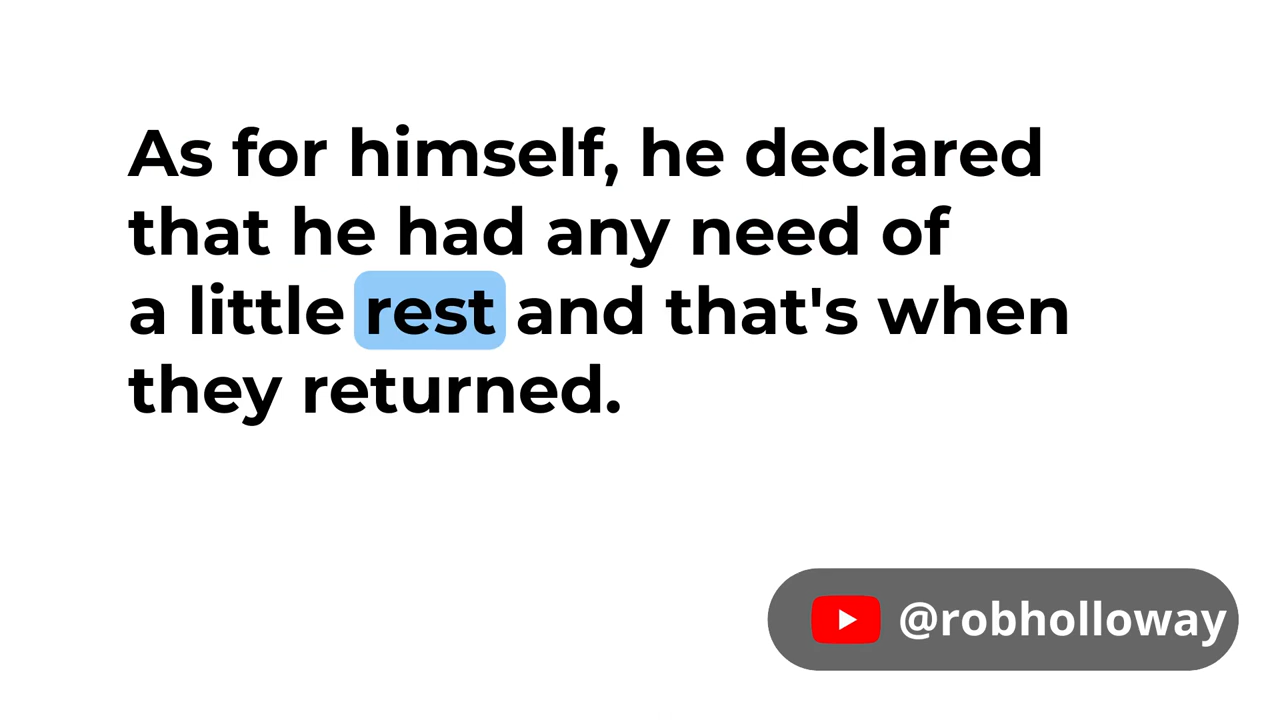 As for himself, he declared
that he had any need of
a little rest and that's when
they returned.
@robholloway